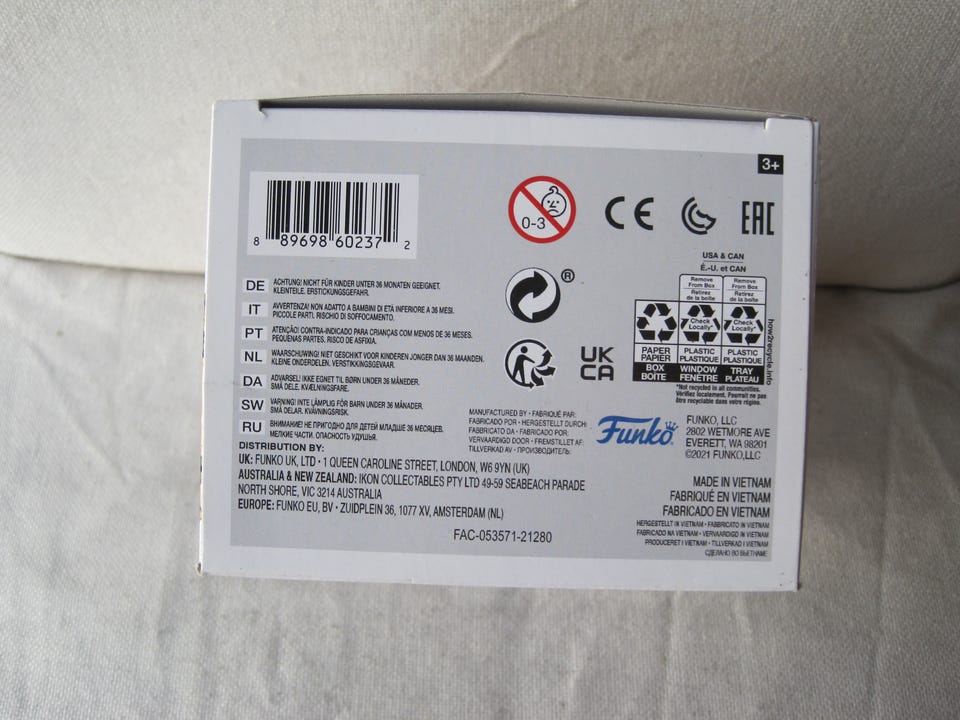 3+
8 89698 60237 2
0-3
CE
EAC
USA & CAN
É.-U. et CAN
Remove From Box
Retirez de la boîte
Remove From Box
Retirez de la boîte
Check Locally*
Check Locally*
PAPER
PAPIER
BOX
BOÎTE
PLASTIC
PLASTIQUE
WINDOW
FENÊTRE
PLASTIC
PLASTIQUE
TRAY
PLATEAU
how2recycle.info
*Not recycled in all communities.
Vérifiez localement. Pourrait ne pas
être recyclable dans votre région.
®
UK
CA
DE ACHTUNG! NICHT FÜR KINDER UNTER 36 MONATEN GEEIGNET.
KLEINTEILE. ERSTICKUNGSGEFAHR.
IT AVVERTENZA! NON ADATTO A BAMBINI DI ETÀ INFERIORE A 36 MESI.
PICCOLE PARTI. RISCHIO DI SOFFOCAMENTO.
PT ATENÇÃO! CONTRA-INDICADO PARA CRIANÇAS COM MENOS DE 36 MESES.
PEQUENAS PARTES. RISCO DE ASFIXIA.
NL WAARSCHUWING! NIET GESCHIKT VOOR KINDEREN JONGER DAN 36 MAANDEN.
KLEINE ONDERDELEN. VERSTIKKINGSGEVAAR.
DA ADVARSEL! IKKE EGNET TIL BØRN UNDER 36 MÅNEDER.
SMÅ DELE. KVÆLNINGSFARE.
SW VARNING! INTE LÄMPLIG FÖR BARN UNDER 36 MÅNADER.
SMÅ DELAR. KVÄVNINGSRISK.
RU ВНИМАНИЕ! НЕ ПРИГОДНО ДЛЯ ДЕТЕЙ МЛАДШЕ 36 МЕСЯЦЕВ.
МЕЛКИЕ ЧАСТИ. ОПАСНОСТЬ УДУШЬЯ.
MANUFACTURED BY • FABRIQUÉ PAR:
FABRICADO POR • HERGESTELLT DURCH:
FABBRICATO DA • FABRICADO POR:
VERVAARDIGD DOOR • FREMSTILLET AF:
TILLVERKAD AV • ПРОИЗВОДИТЕЛЬ:
Funko
FUNKO, LLC
2802 WETMORE AVE
EVERETT, WA 98201
©2021 FUNKO,LLC
DISTRIBUTION BY:
UK: FUNKO UK, LTD • 1 QUEEN CAROLINE STREET, LONDON, W6 9YN (UK)
AUSTRALIA & NEW ZEALAND: IKON COLLECTABLES PTY LTD 49-59 SEABEACH PARADE
NORTH SHORE, VIC 3214 AUSTRALIA
EUROPE: FUNKO EU, BV • ZUIDPLEIN 36, 1077 XV, AMSTERDAM (NL)
FAC-053571-21280
MADE IN VIETNAM
FABRIQUÉ EN VIETNAM
FABRICADO EN VIETNAM
HERGESTELLT IN VIETNAM • FABBRICATO IN VIETNAM
FABRICADO NA VIETNAM • VERVAARDIGD IN VIETNAM
PRODUCERET I VIETNAM • TILLVERKAD I VIETNAM
СДЕЛАНО ВО ВЬЕТНАМЕ